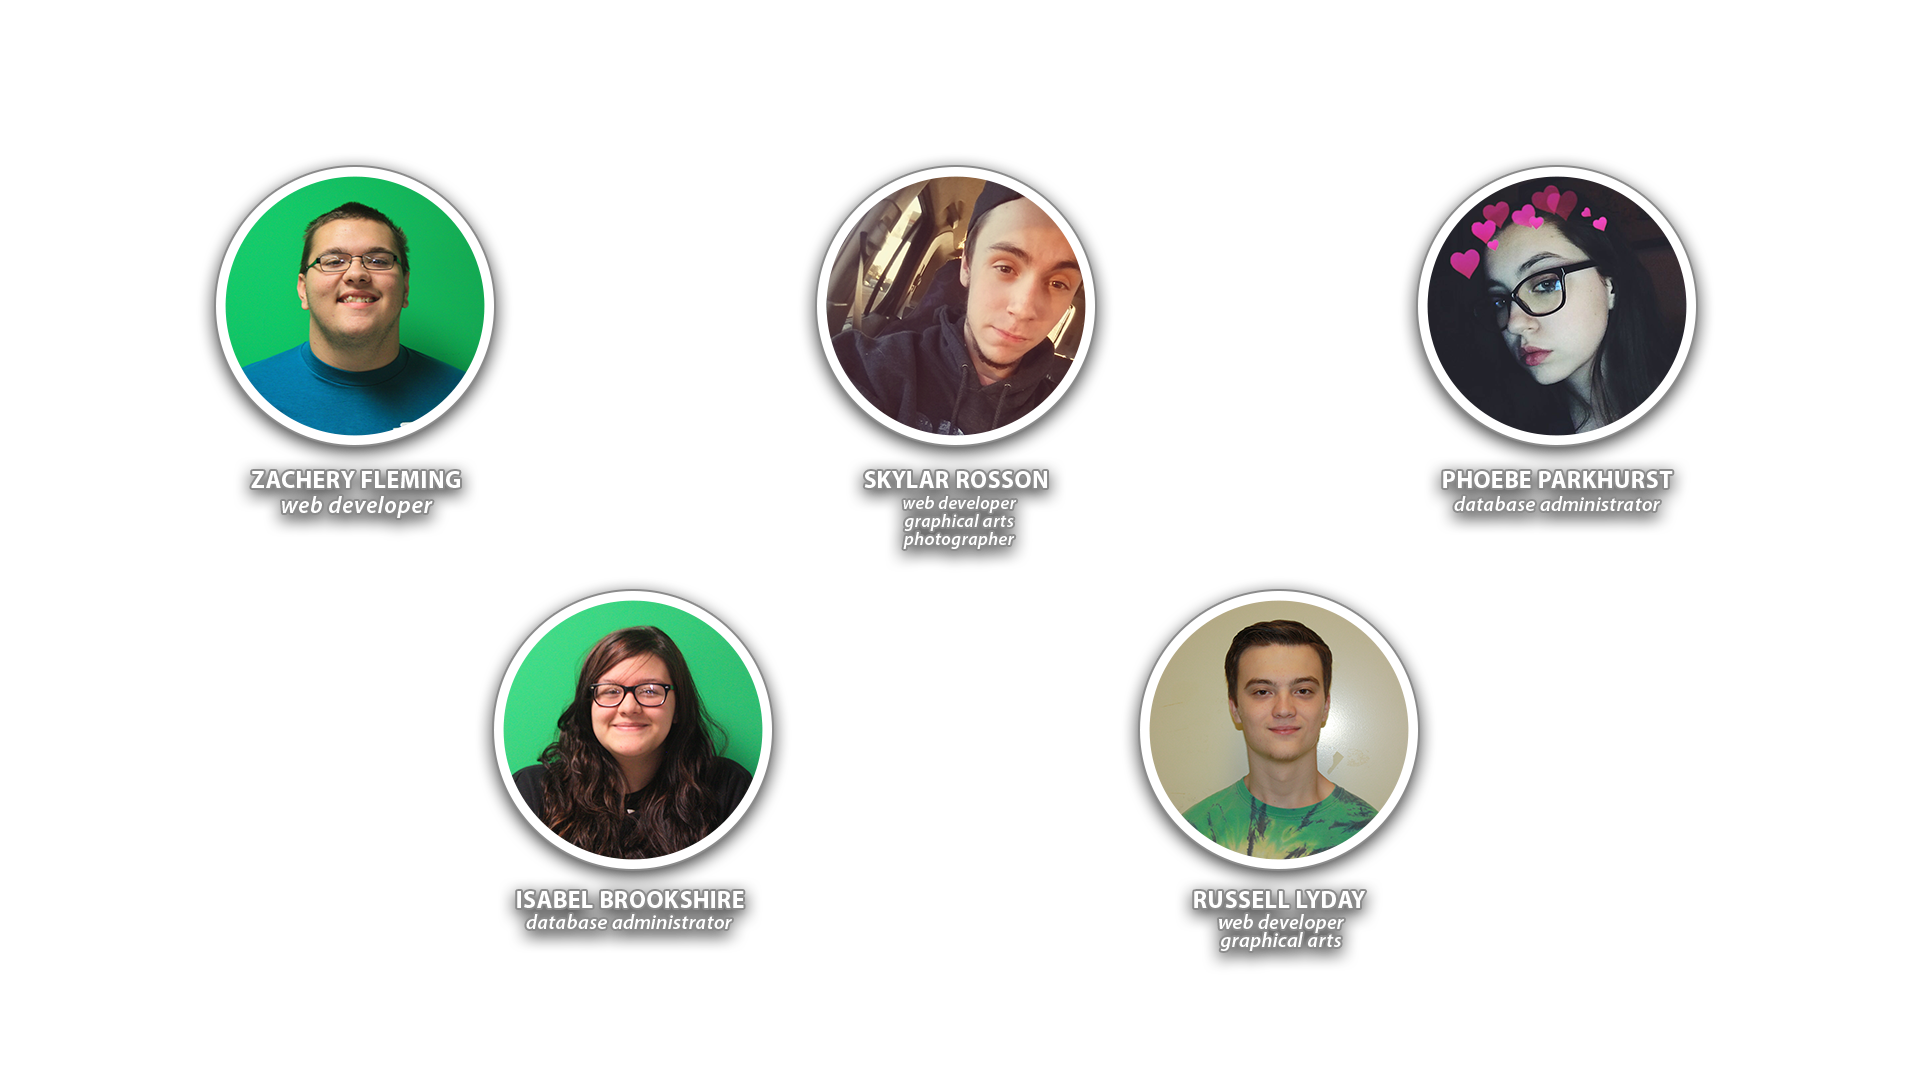 ZACHERY FLEMING
web developer
SKYLAR ROSSON
web developer
graphical arts
photographer
PHOEBE PARKHURST
database administrator
ISABEL BROOKSHIRE
database administrator
RUSSELL LYDAY
web developer
graphical arts